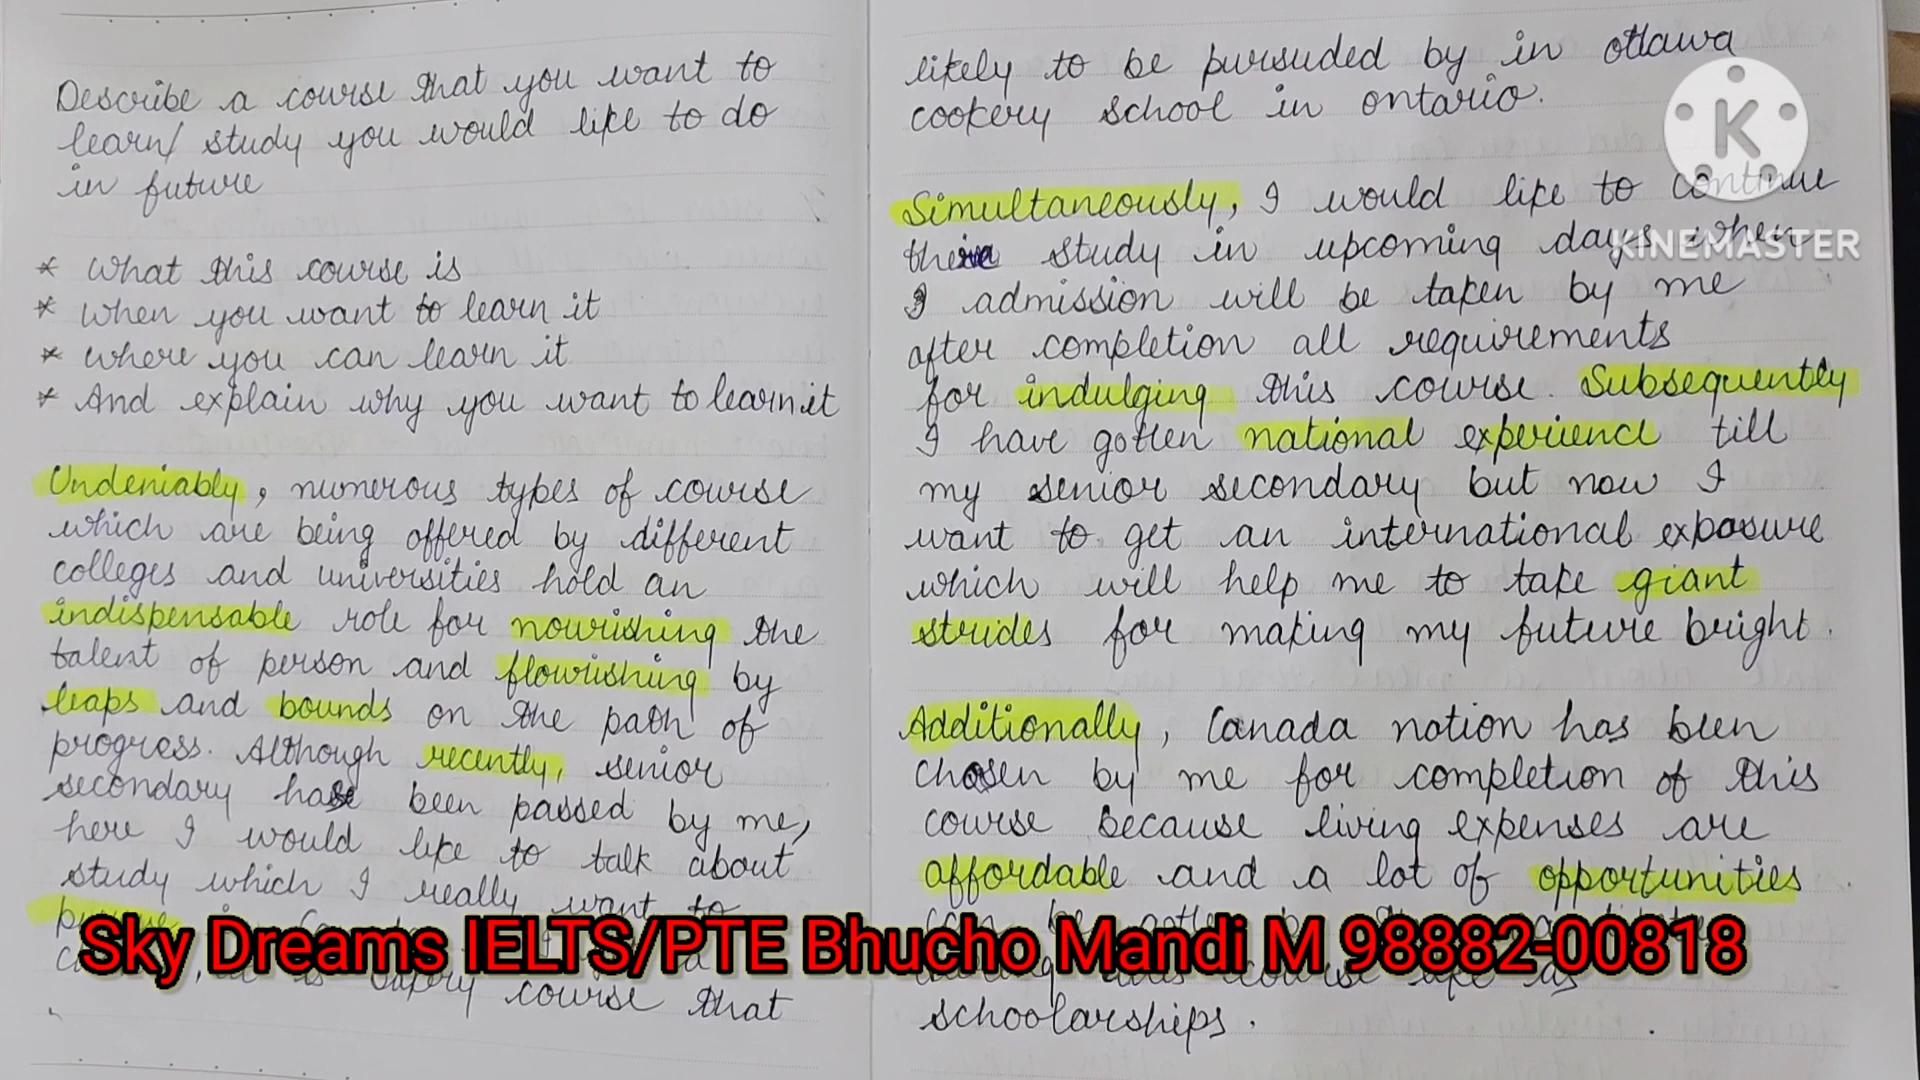 Describe a course that you want to
learn/ study you would like to do
in future
* What this course is
* When you want to learn it
* Where you can learn it
* And explain why you want to learn it
Undeniably, numerous types of course
which are being offered by different
colleges and universities hold an
indispensable role for nourishing the
talent of person and flourishing by
leaps and bounds on the path of
progress. Although recently, senior
secondary has been passed by me,
here I would like to talk about
study which I really want to
course that
likely to be pursuded by in ottawa
cookery school in ontario.
Simultaneously, I would like to continue
study in upcoming days when
I admission will be taken by me
after completion all requirements
for indulging this course. Subsequently
I have gotten national experience till
my senior secondary but now I
want to get an international exposure
which will help me to take giant
strides for making my future bright.
Additionally, Canada nation has been
chosen by me for completion of this
course because living expenses are
affordable and a lot of opportunities
schoolarships.
K
KINEMASTER
Sky Dreams IELTS/PTE Bhucho Mandi M 98882-00818